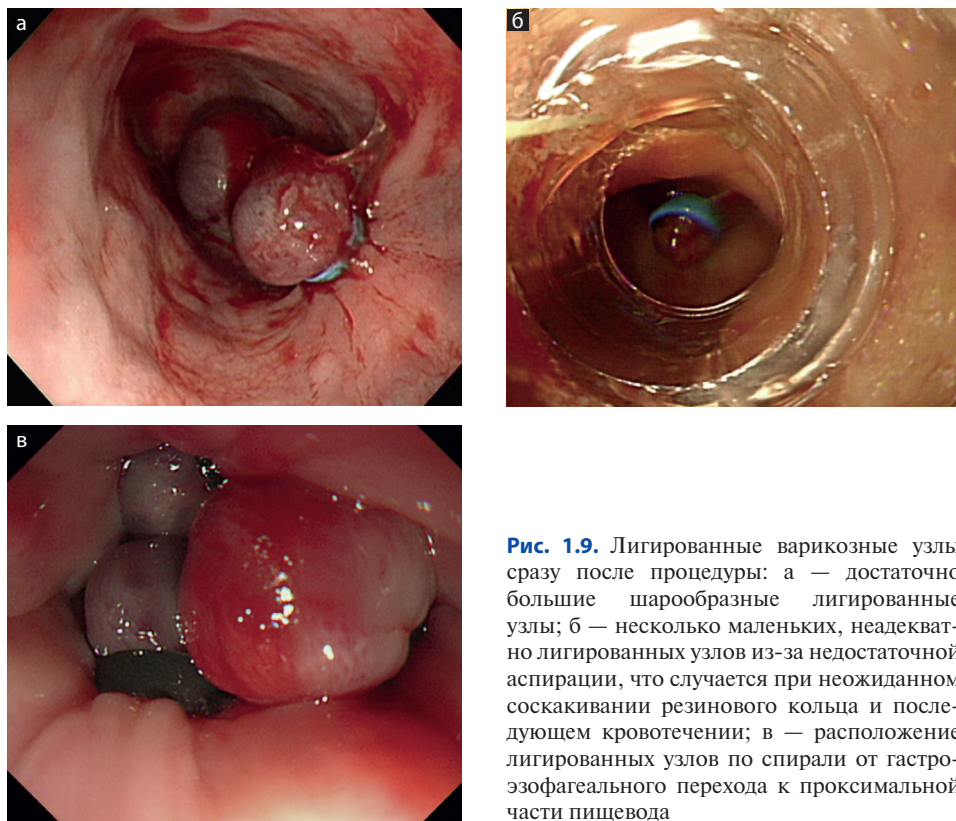 а
б
в
Рис. 1.9. Лигированные варикозные узлы
сразу после процедуры: а — достаточно
большие шарообразные лигированные
узлы; б — несколько маленьких, неадекват-
но лигированных узлов из-за недостаточной
аспирации, что случается при неожиданном
соскакивании резинового кольца и после-
дующем кровотечении; в — расположение
лигированных узлов по спирали от гастро-
эзофагеального перехода к проксимальной
части пищевода